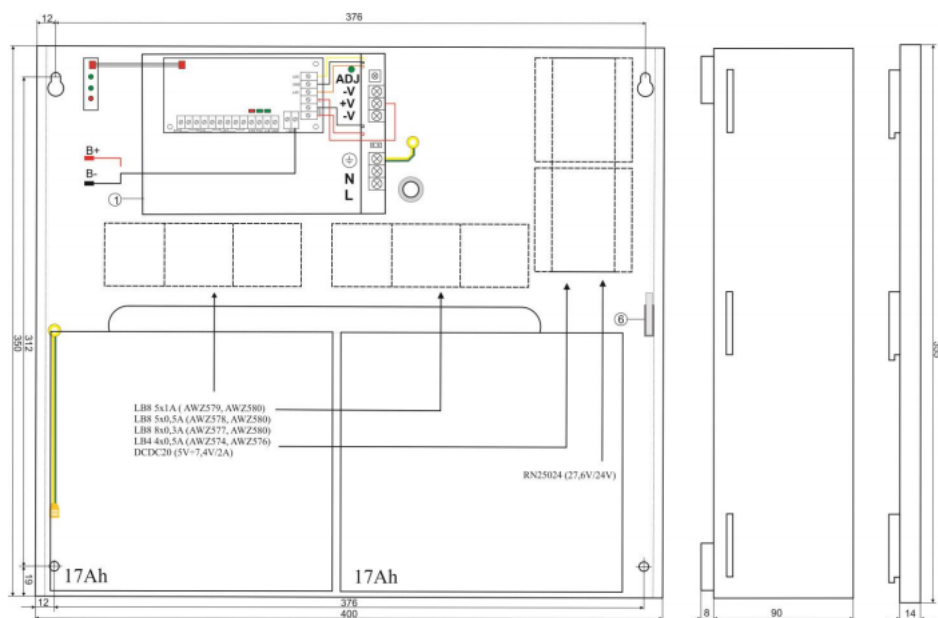 12
376
ADJ
-V
+V
-V
B+
B-
1
N
L
6
350
312
LB8 5x1A ( AWZ579, AWZ580)
LB8 5x0,5A (AWZ578, AWZ580)
LB8 8x0,3A (AWZ577, AWZ580)
LB4 4x0,5A (AWZ574, AWZ576)
DCDC20 (5V÷7,4V/2A)
RN25024 (27,6V/24V)
19
17Ah
17Ah
12
376
400
8
90
14